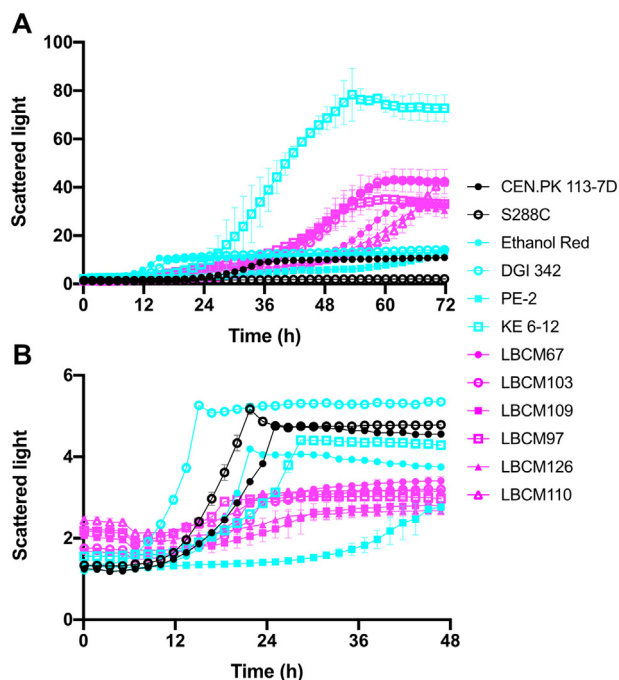 A
Scattered light
100
80
60
40
20
0
0 12 24 36 48 60 72
Time (h)
CEN.PK 113-7D
S288C
Ethanol Red
DGI 342
PE-2
KE 6-12
LBCM67
LBCM103
LBCM109
LBCM97
LBCM126
LBCM110
B
Scattered light
6
4
2
0
0 12 24 36 48
Time (h)